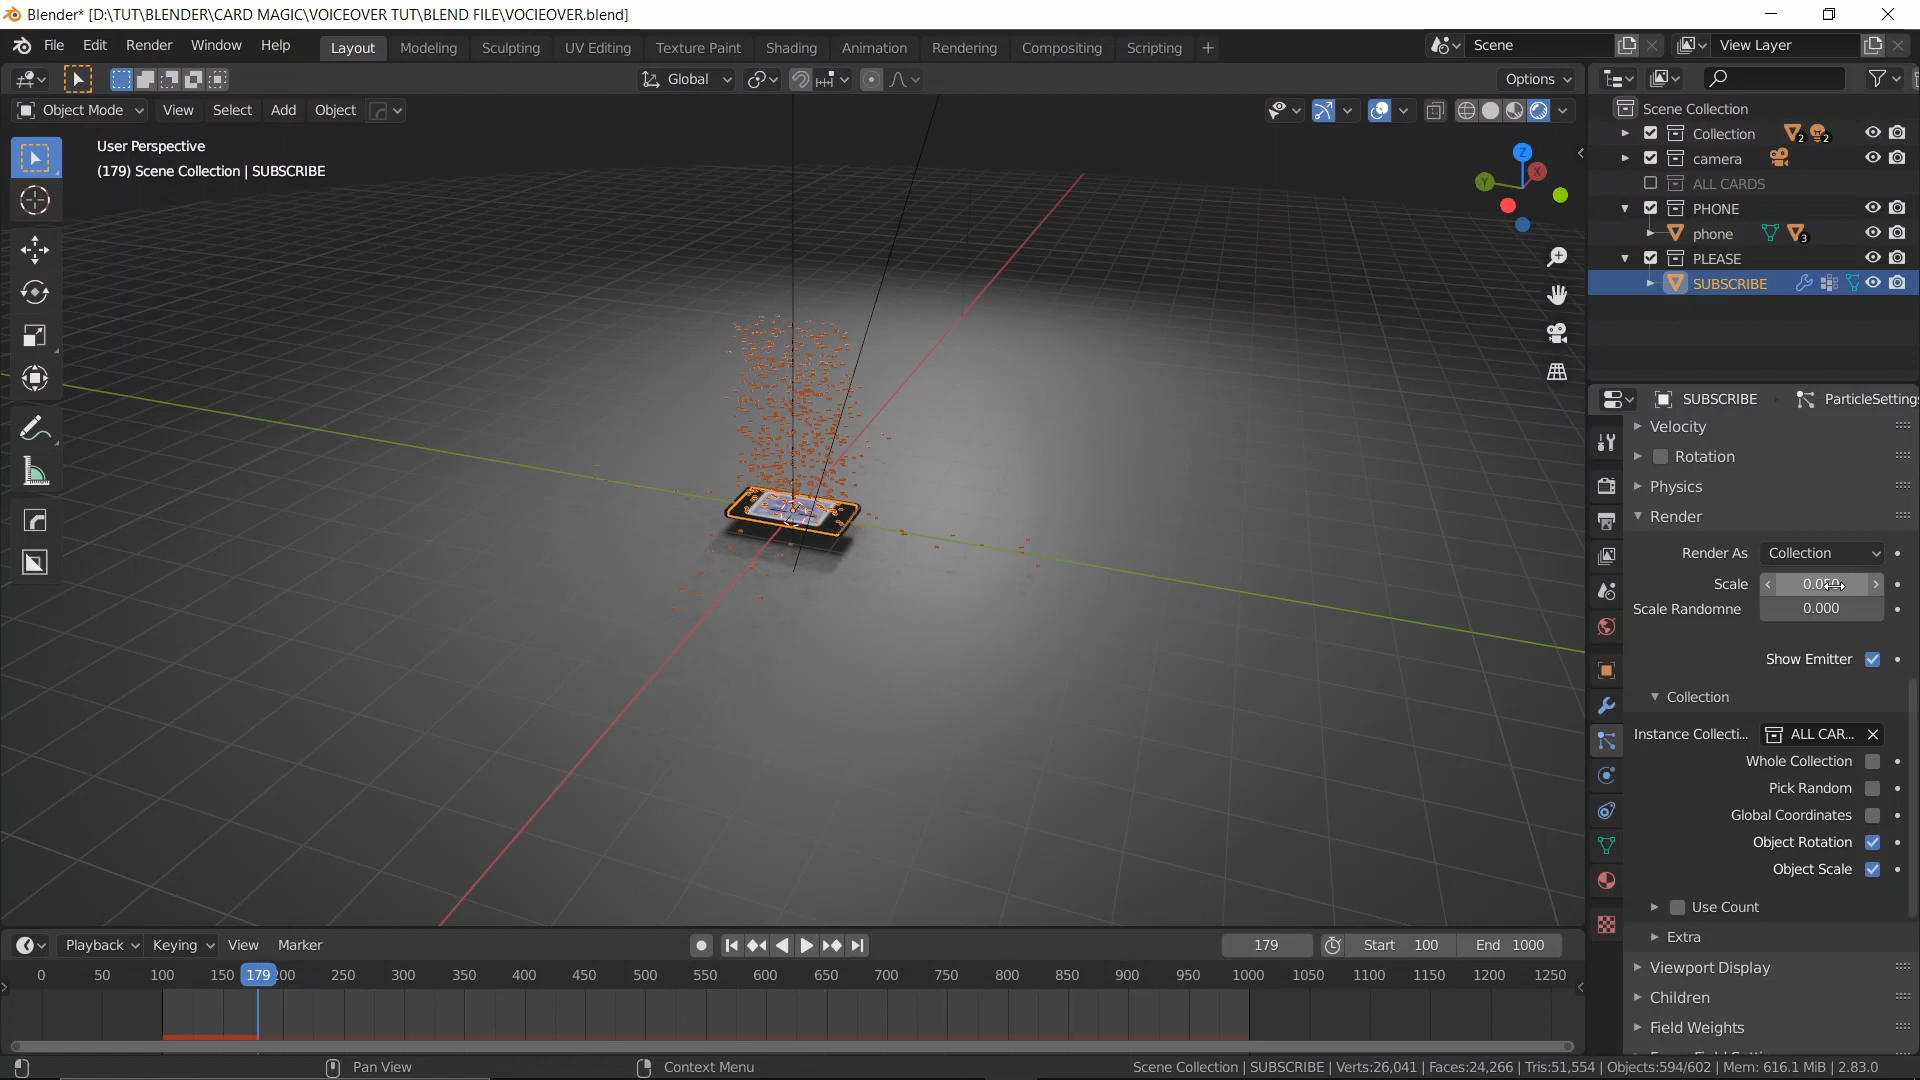 Blender* [D:\TUT\BLENDER\CARD MAGIC\VOICEOVER TUT\BLEND FILE\VOCIEOVER.blend]
File Edit Render Window Help Layout Modeling Sculpting UV Editing Texture Paint Shading Animation Rendering Compositing Scripting + Scene View Layer
Global Options
Object Mode View Select Add Object
User Perspective
(179) Scene Collection | SUBSCRIBE
Z
X
Y
Scene Collection
Collection 2 2
camera
ALL CARDS
PHONE
phone 3
PLEASE
SUBSCRIBE
SUBSCRIBE ParticleSettings
Velocity
Rotation
Physics
Render
Render As Collection
Scale
Scale Randomne 0.000
Show Emitter
Collection
Instance Collecti... ALL CAR...
Whole Collection
Pick Random
Global Coordinates
Object Rotation
Object Scale
Use Count
Extra
Viewport Display
Children
Field Weights
Playback Keying View Marker 179 Start 100 End 1000
0 50 100 150 179 200 250 300 350 400 450 500 550 600 650 700 750 800 850 900 950 1000 1050 1100 1150 1200 1250
Pan View Context Menu Scene Collection | SUBSCRIBE | Verts:26,041 | Faces:24,266 | Tris:51,554 | Objects:594/602 | Mem: 616.1 MiB | 2.83.0